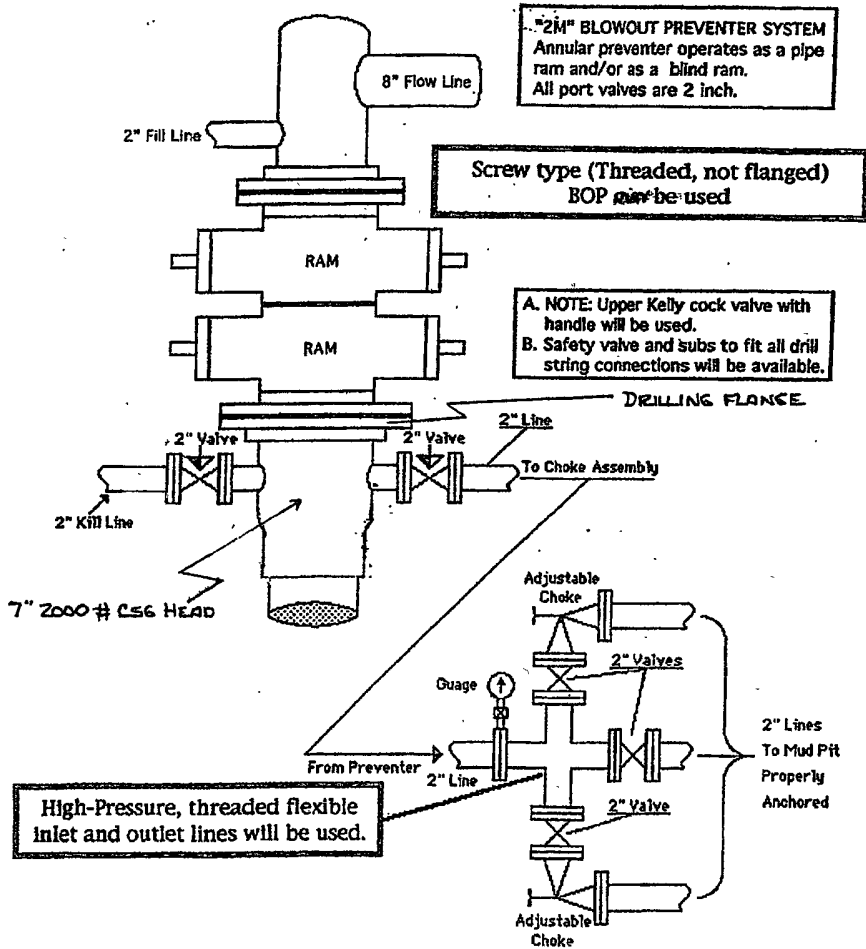 "2M" BLOWOUT PREVENTER SYSTEM
Annular preventer operates as a pipe
ram and/or as a blind ram.
All port valves are 2 inch.
8" Flow Line
2" Fill Line
Screw type (Threaded, not flanged)
BOP be used
RAM
RAM
A. NOTE: Upper Kelly cock valve with
handle will be used.
B. Safety valve and subs to fit all drill
string connections will be available.
DRILLING FLANGE
2" Valve
2" Valve
2" Line
To Choke Assembly
2" Kill Line
7" 2000 # CSG HEAD
Adjustable
Choke
2" Valves
Guage
2" Lines
To Mud Pit
Properly
Anchored
From Preventer
2" Line
High-Pressure, threaded flexible
inlet and outlet lines will be used.
2" Valve
Adjustable
Choke